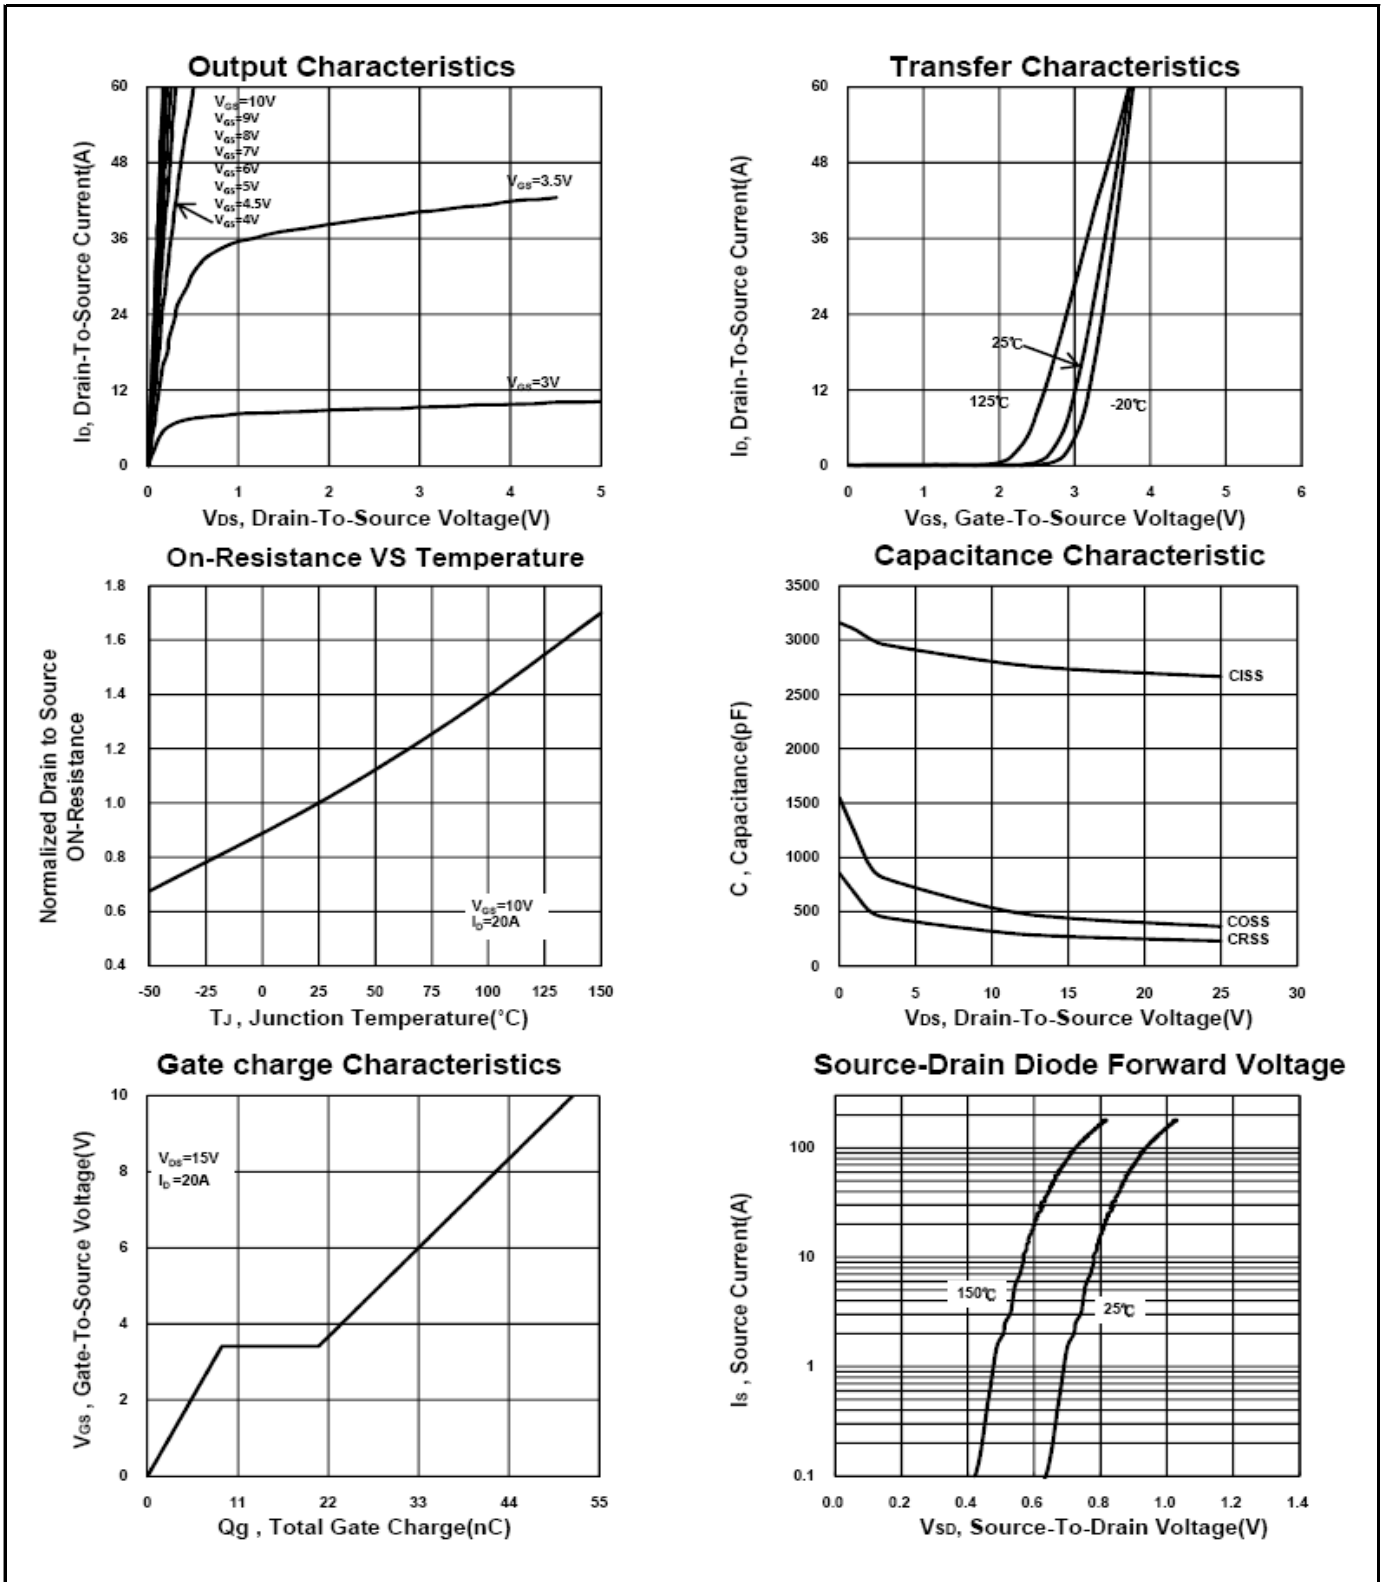 Output Characteristics
60
48
36
24
12
0
VGS=10V
VGS=9V
VGS=8V
VGS=7V
VGS=6V
VGS=5V
VGS=4.5V
VGS=4V
VGS=3.5V
VGS=3V
ID, Drain-To-Source Current(A)
0 1 2 3 4 5
VDS, Drain-To-Source Voltage(V)
Transfer Characteristics
60
48
36
24
12
0
25℃
125℃
-20℃
ID, Drain-To-Source Current(A)
0 1 2 3 4 5 6
VGS, Gate-To-Source Voltage(V)
On-Resistance VS Temperature
1.8
1.6
1.4
1.2
1.0
0.8
0.6
0.4
Normalized Drain to Source
ON-Resistance
VGS=10V
ID=20A
-50 -25 0 25 50 75 100 125 150
TJ , Junction Temperature(°C)
Capacitance Characteristic
3500
3000
2500
2000
1500
1000
500
0
C , Capacitance(pF)
CISS
COSS
CRSS
0 5 10 15 20 25 30
VDS, Drain-To-Source Voltage(V)
Gate charge Characteristics
10
8
6
4
2
0
VGS , Gate-To-Source Voltage(V)
VDS=15V
ID=20A
0 11 22 33 44 55
Qg , Total Gate Charge(nC)
Source-Drain Diode Forward Voltage
100
10
1
0.1
IS , Source Current(A)
150℃
25℃
0.0 0.2 0.4 0.6 0.8 1.0 1.2 1.4
VSD, Source-To-Drain Voltage(V)